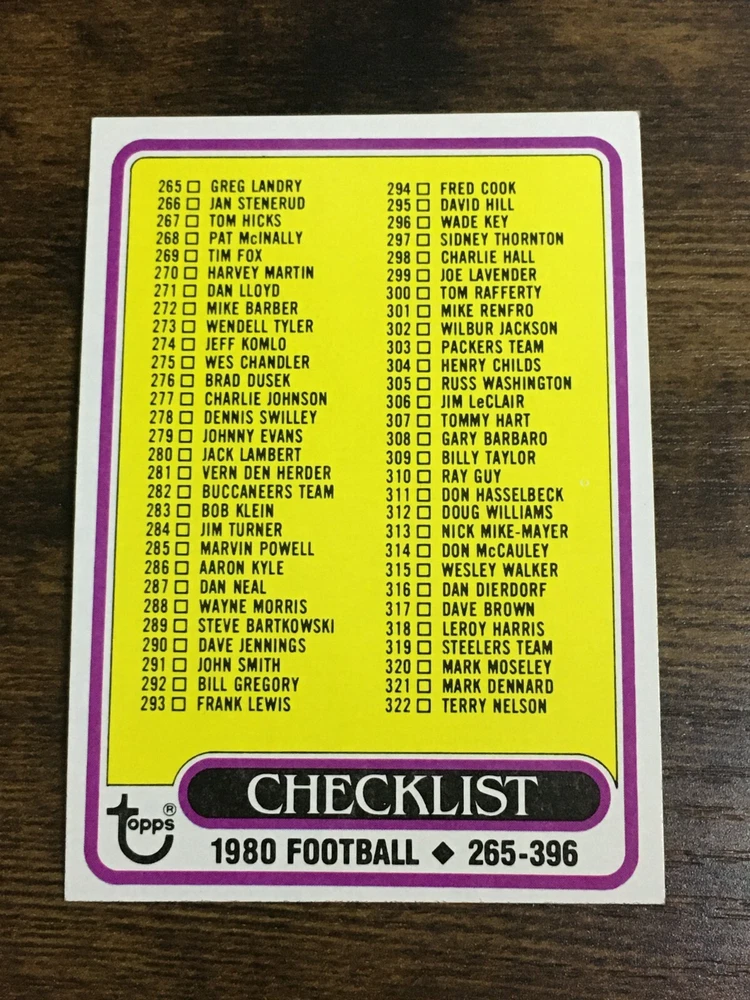 265 □ GREG LANDRY
266 □ JAN STENERUD
267 □ TOM HICKS
268 □ PAT McINALLY
269 □ TIM FOX
270 □ HARVEY MARTIN
271 □ DAN LLOYD
272 □ MIKE BARBER
273 □ WENDELL TYLER
274 □ JEFF KOMLO
275 □ WES CHANDLER
276 □ BRAD DUSEK
277 □ CHARLIE JOHNSON
278 □ DENNIS SWILLEY
279 □ JOHNNY EVANS
280 □ JACK LAMBERT
281 □ VERN DEN HERDER
282 □ BUCCANEERS TEAM
283 □ BOB KLEIN
284 □ JIM TURNER
285 □ MARVIN POWELL
286 □ AARON KYLE
287 □ DAN NEAL
288 □ WAYNE MORRIS
289 □ STEVE BARTKOWSKI
290 □ DAVE JENNINGS
291 □ JOHN SMITH
292 □ BILL GREGORY
293 □ FRANK LEWIS
294 □ FRED COOK
295 □ DAVID HILL
296 □ WADE KEY
297 □ SIDNEY THORNTON
298 □ CHARLIE HALL
299 □ JOE LAVENDER
300 □ TOM RAFFERTY
301 □ MIKE RENFRO
302 □ WILBUR JACKSON
303 □ PACKERS TEAM
304 □ HENRY CHILDS
305 □ RUSS WASHINGTON
306 □ JIM LeCLAIR
307 □ TOMMY HART
308 □ GARY BARBARO
309 □ BILLY TAYLOR
310 □ RAY GUY
311 □ DON HASSELBECK
312 □ DOUG WILLIAMS
313 □ NICK MIKE-MAYER
314 □ DON McCAULEY
315 □ WESLEY WALKER
316 □ DAN DIERDORF
317 □ DAVE BROWN
318 □ LEROY HARRIS
319 □ STEELERS TEAM
320 □ MARK MOSELEY
321 □ MARK DENNARD
322 □ TERRY NELSON
CHECKLIST
topps®
1980 FOOTBALL ◆ 265-396